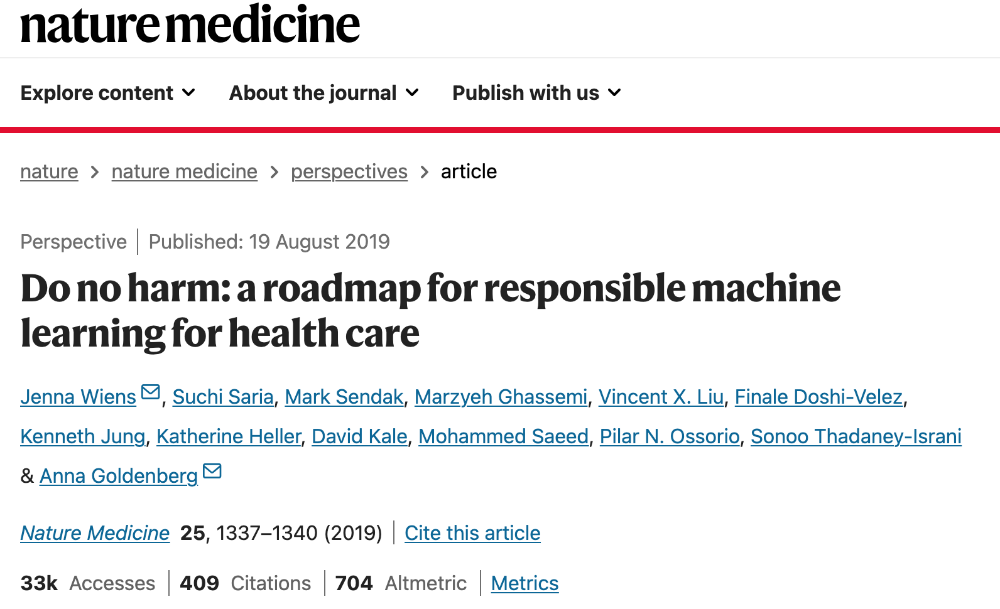 nature medicine
Explore content About the journal Publish with us
nature > nature medicine > perspectives > article
Perspective | Published: 19 August 2019
Do no harm: a roadmap for responsible machine
learning for health care
Jenna Wiens, Suchi Saria, Mark Sendak, Marzyeh Ghassemi, Vincent X. Liu, Finale Doshi-Velez,
Kenneth Jung, Katherine Heller, David Kale, Mohammed Saeed, Pilar N. Ossorio, Sonoo Thadaney-Israni
& Anna Goldenberg
Nature Medicine 25, 1337–1340 (2019) | Cite this article
33k Accesses | 409 Citations | 704 Altmetric | Metrics